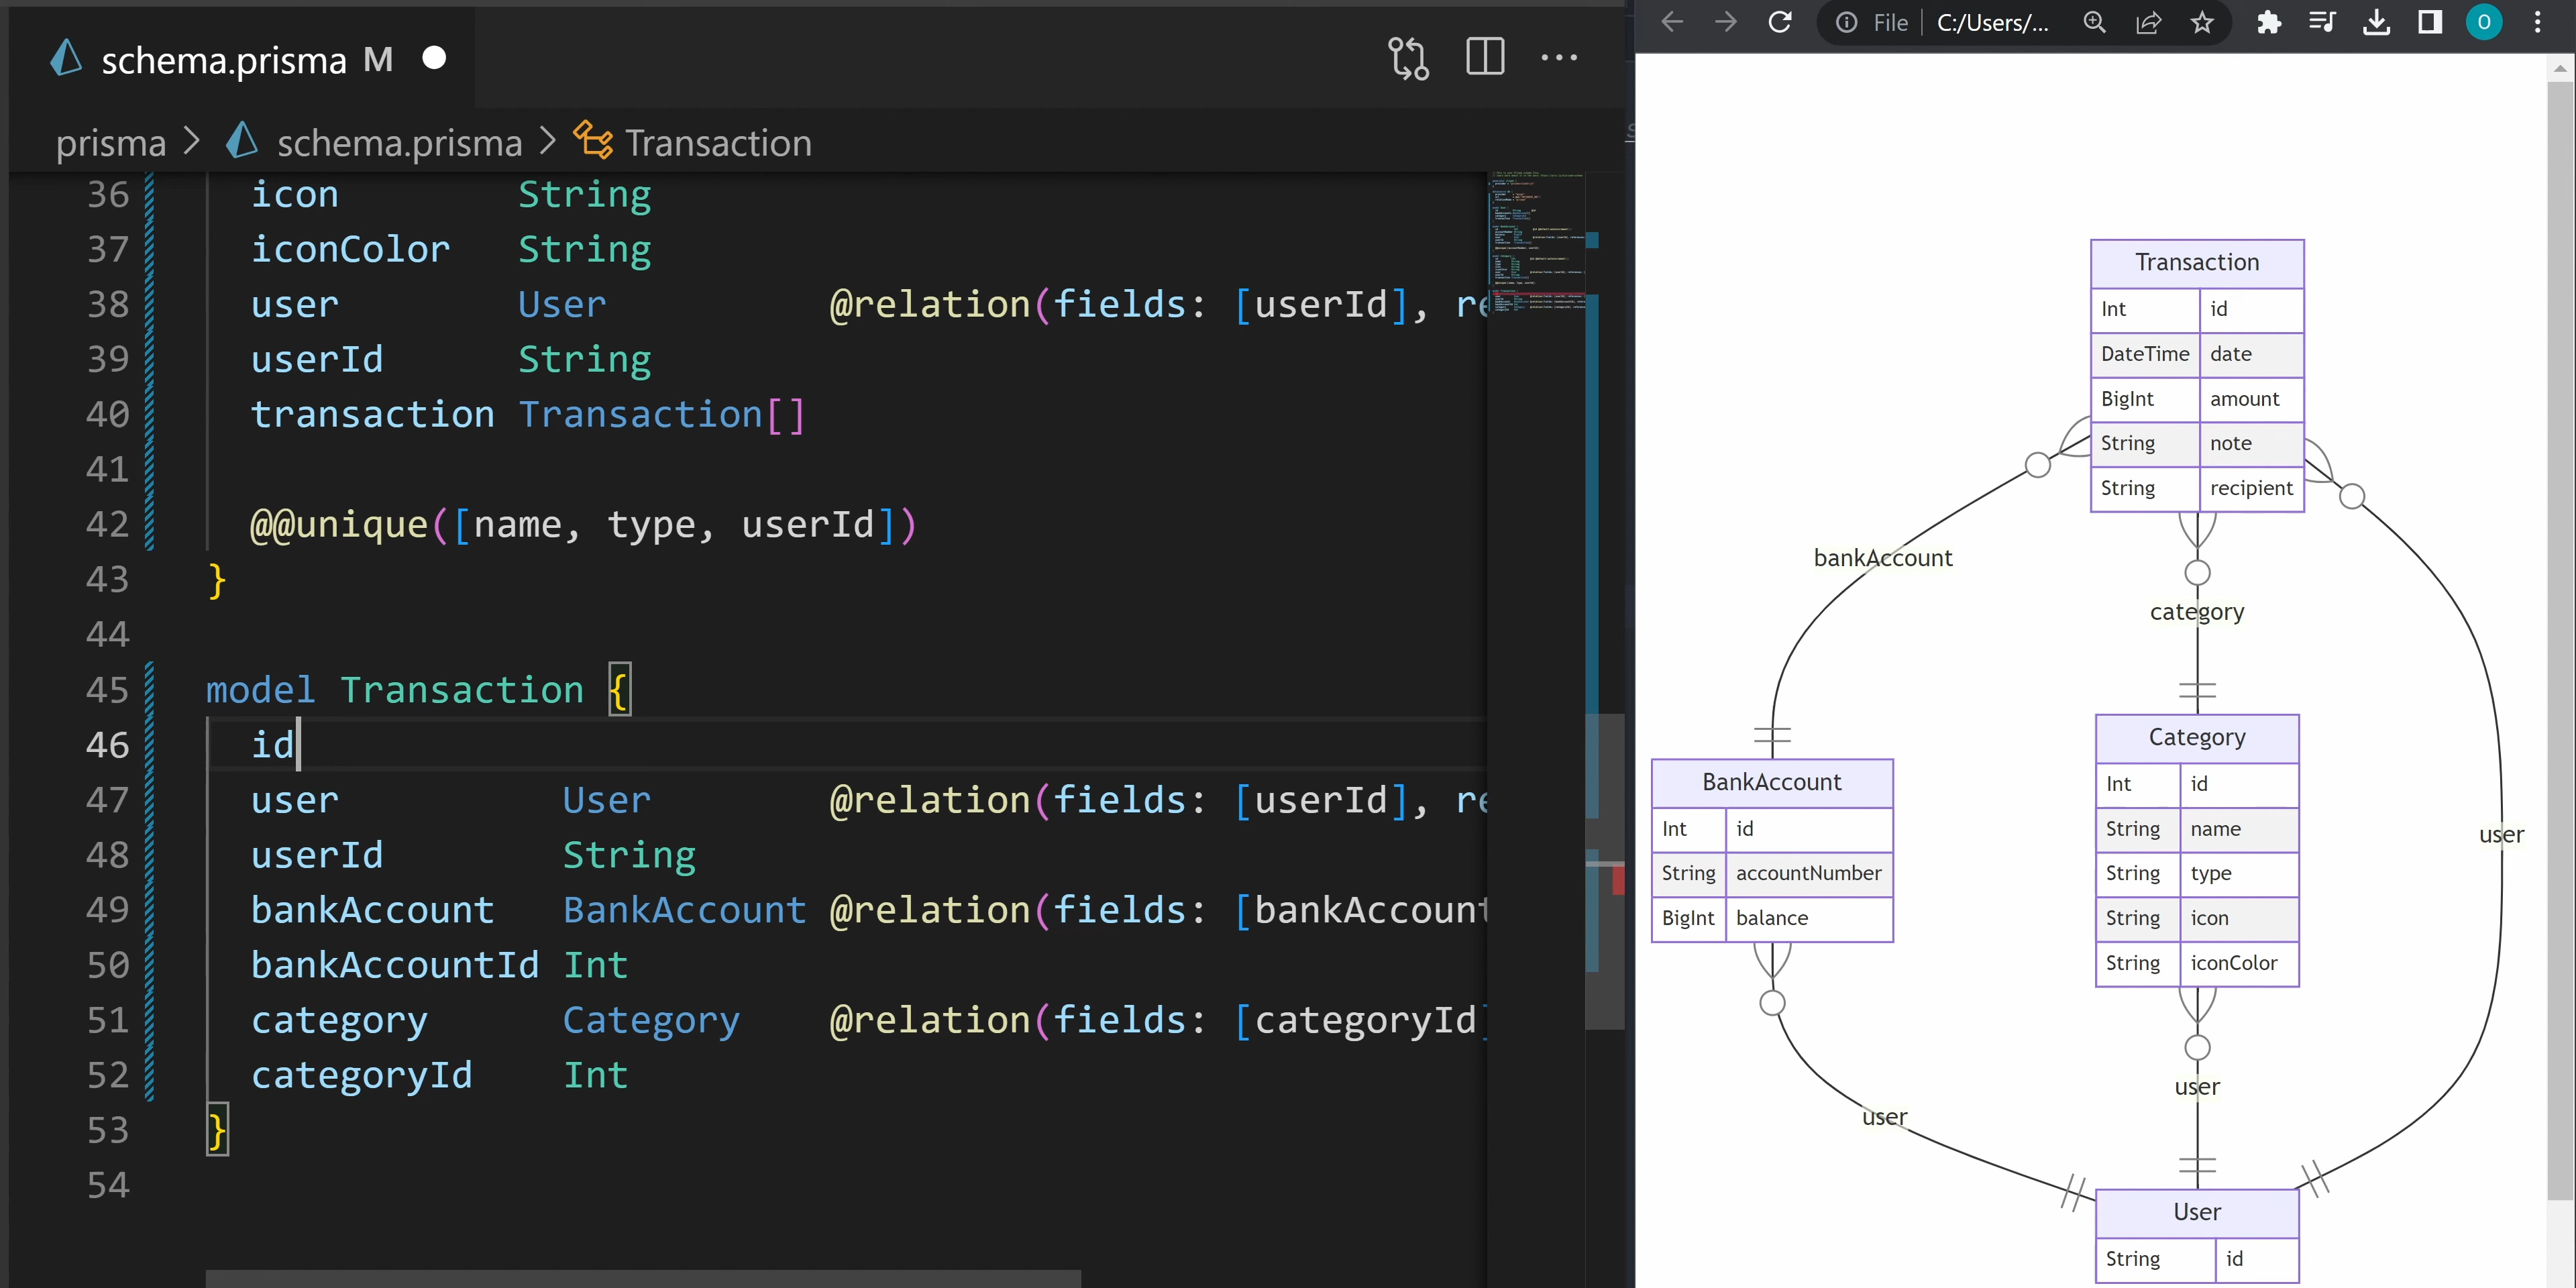 schema.prisma M
prisma > schema.prisma > Transaction
36 icon String
37 iconColor String
38 user User @relation(fields: [userId], re
39 userId String
40 transaction Transaction[]
41
42 @@unique([name, type, userId])
43 }
44
45 model Transaction {
46 id
47 user User @relation(fields: [userId], re
48 userId String
49 bankAccount BankAccount @relation(fields: [bankAccount
50 bankAccountId Int
51 category Category @relation(fields: [categoryId]
52 categoryId Int
53 }
54
File C:/Users/... O
Transaction
Int id
DateTime date
BigInt amount
String note
String recipient
bankAccount
category
user
BankAccount
Int id
String accountNumber
BigInt balance
Category
Int id
String name
String type
String icon
String iconColor
user
user
User
String id